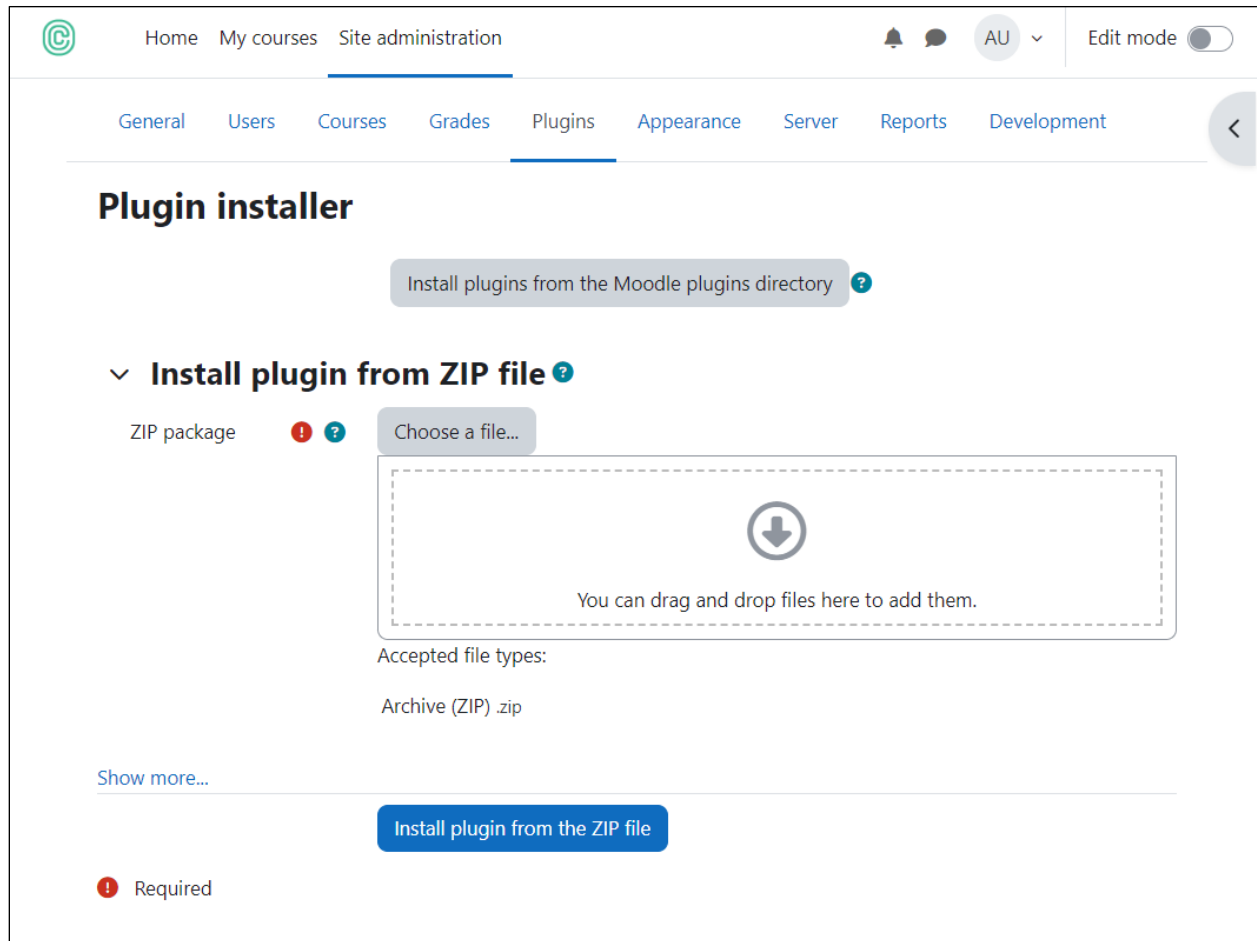 Home My courses Site administration AU Edit mode
General Users Courses Grades Plugins Appearance Server Reports Development
Plugin installer
Install plugins from the Moodle plugins directory ?
Install plugin from ZIP file ?
ZIP package ! ? Choose a file...
You can drag and drop files here to add them.
Accepted file types:
Archive (ZIP) .zip
Show more...
Install plugin from the ZIP file
! Required